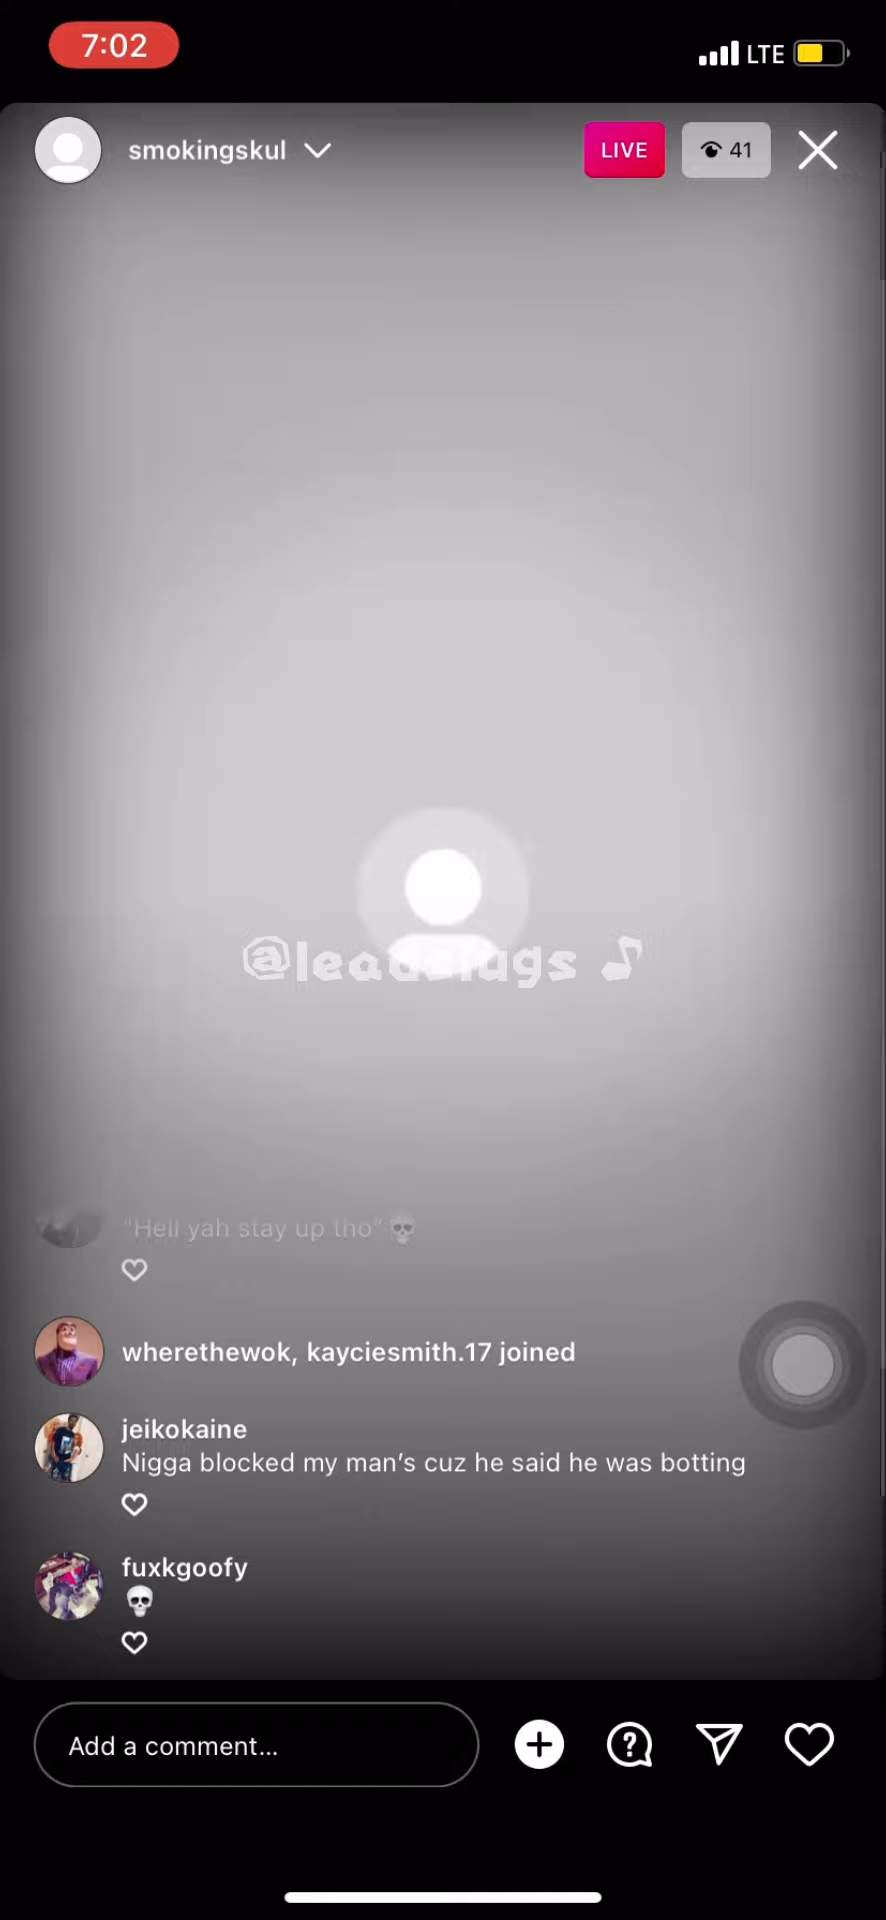 7:02
LTE
smokingskul
LIVE
41
@leadslugs
"Hell yah stay up tho"💀
wherethewok, kayciesmith.17 joined
jeikokaine
Nigga blocked my man's cuz he said he was botting
fuxkgoofy
💀
Add a comment...